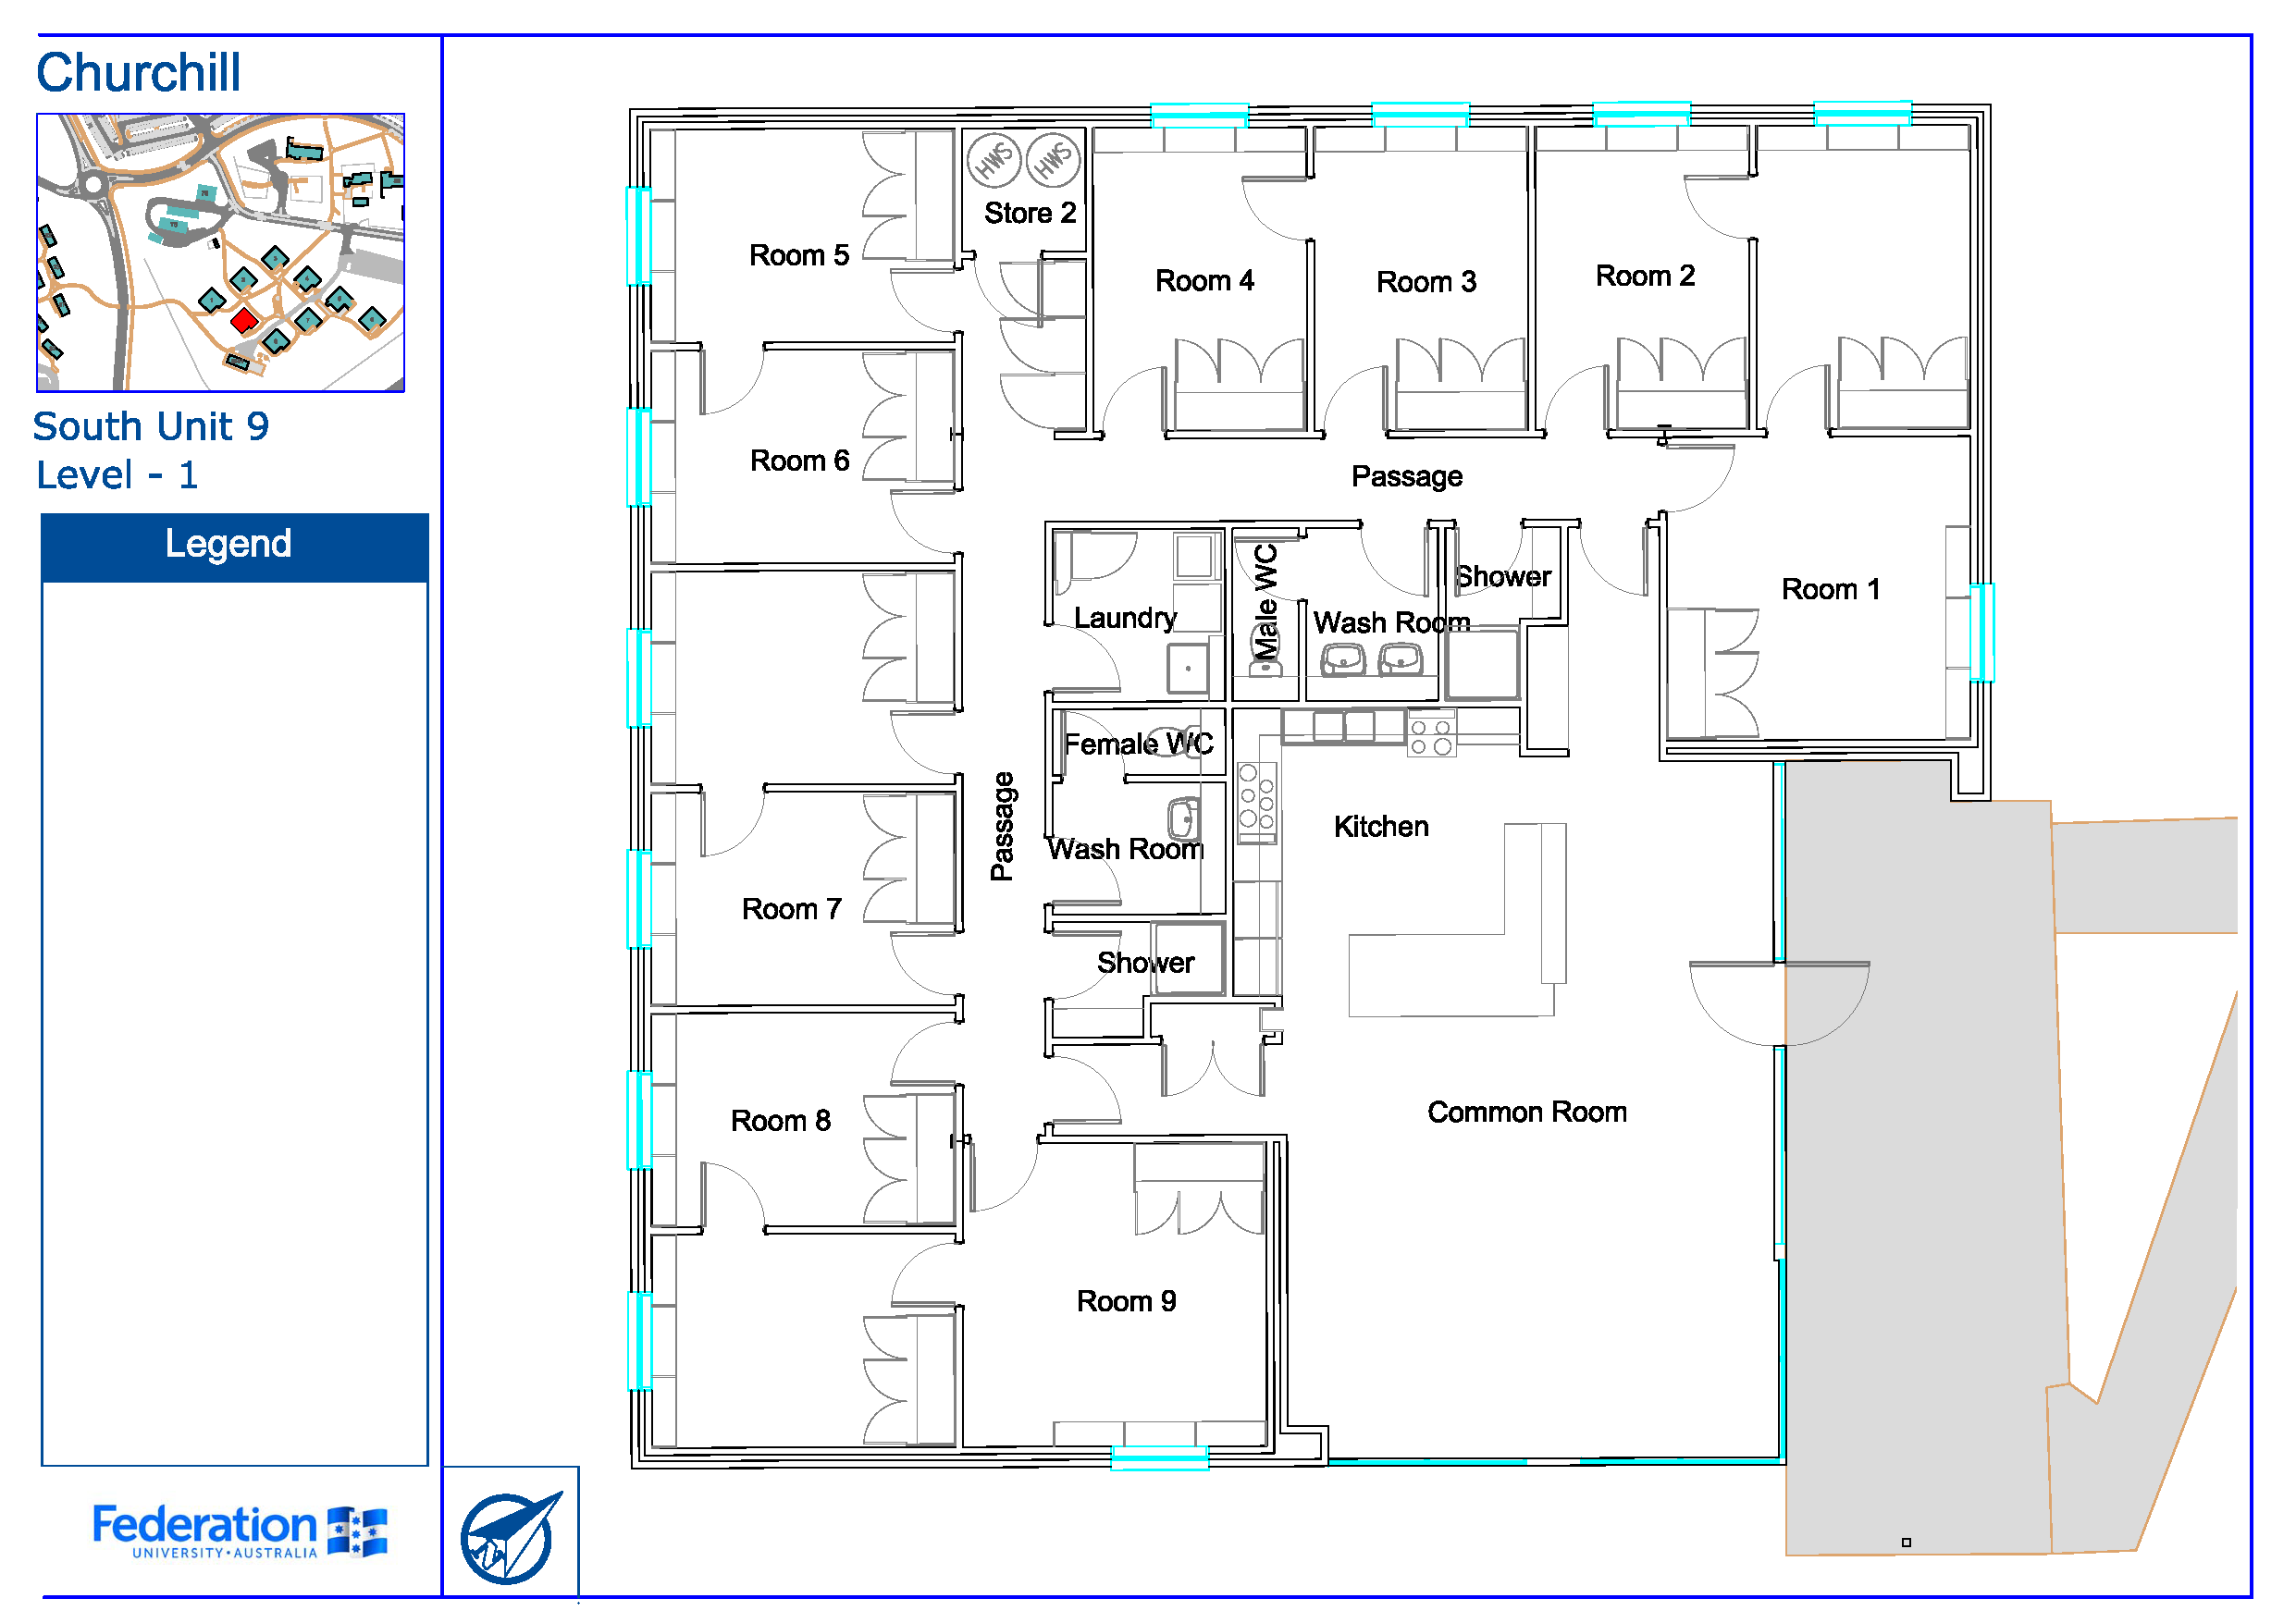 Churchill
South Unit 9
Level - 1
Legend
HWS
HWS
Store 2
Room 5
Room 4
Room 3
Room 2
Room 6
Passage
Shower
Room 1
Male WC
Laundry
Wash Room
Female WC
Passage
Kitchen
Wash Room
Room 7
Shower
Room 8
Common Room
Room 9
Federation
UNIVERSITY • AUSTRALIA
N